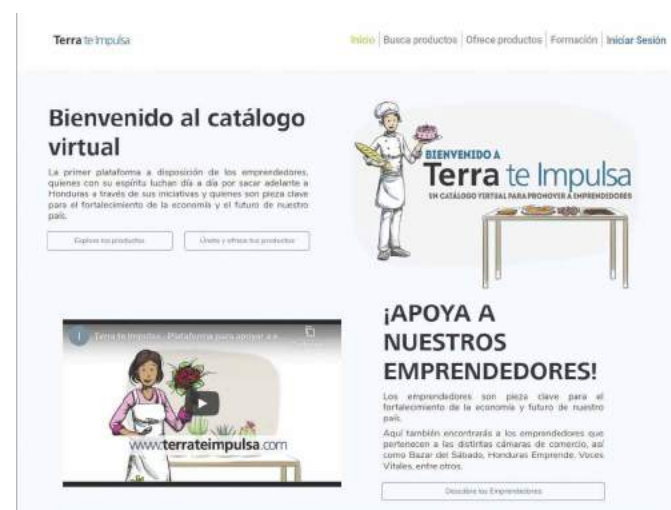 Terra te Impulsa
Inicio | Busca productos | Ofrece productos | Formación | Iniciar Sesión
Bienvenido al catálogo
virtual
La primer plataforma a disposición de los emprendedores,
quienes con su espíritu luchan día a día por sacar adelante a
Honduras a través de sus iniciativas y quienes son pieza clave
para el fortalecimiento de la economía y el futuro de nuestro
país.
Explora los productos
Únete y ofrece tus productos
BIENVENIDO A
Terra te Impulsa
UN CATÁLOGO VIRTUAL PARA PROMOVER A EMPRENDEDORES
Terra te Impulsa - Plataforma para apoyar a e
www.terrateimpulsa.com
¡APOYA A
NUESTROS
EMPRENDEDORES!
Los emprendedores son pieza clave para el
fortalecimiento de la economía y futuro de nuestro
país.
Aquí también encontrarás a los emprendedores que
pertenecen a las distintas cámaras de comercio, así
como Bazar del Sábado, Honduras Emprende, Voces
Vitales, entre otros.
Descubre los Emprendedores